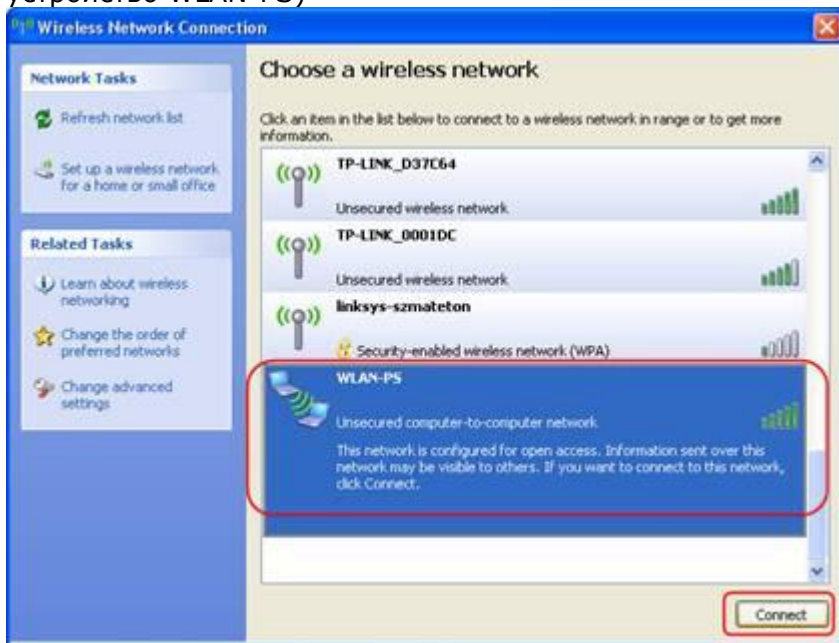 устройство WLAN-PS)
Wireless Network Connection
Network Tasks
Refresh network list
Set up a wireless network
for a home or small office
Related Tasks
Learn about wireless
networking
Change the order of
preferred networks
Change advanced
settings
Choose a wireless network
Click an item in the list below to connect to a wireless network in range or to get more
information.
TP-LINK_D37C64
Unsecured wireless network
TP-LINK_0001DC
Unsecured wireless network
linksys-szmateton
Security-enabled wireless network (WPA)
WLAN-PS
Unsecured computer-to-computer network
This network is configured for open access. Information sent over this
network may be visible to others. If you want to connect to this network,
click Connect.
Connect